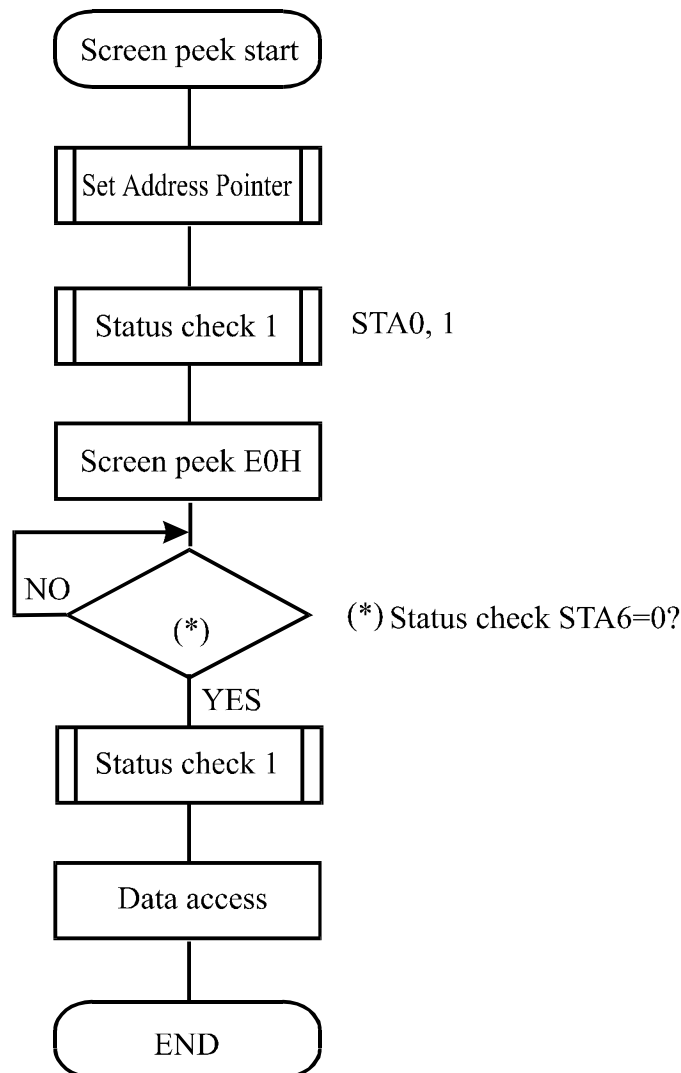 Screen peek start
Set Address Pointer
Status check 1
STA0, 1
Screen peek E0H
NO
(*)
(*) Status check STA6=0?
YES
Status check 1
Data access
END